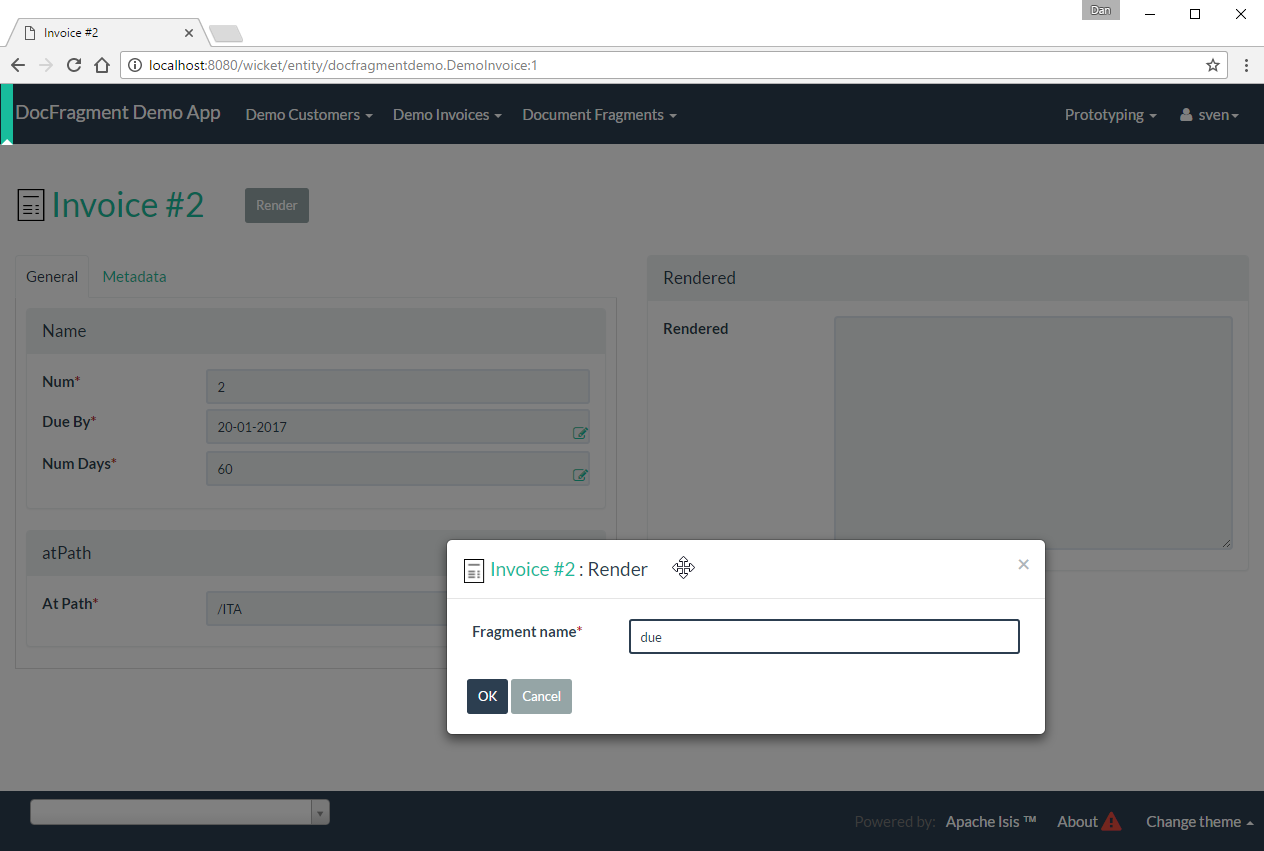 Dan
Invoice #2
localhost:8080/wicket/entity/docfragmentdemo.DemoInvoice:1
DocFragment Demo App Demo Customers Demo Invoices Document Fragments Prototyping sven
Invoice #2 Render
General Metadata
Rendered
Name
Rendered
Num* 2
Due By* 20-01-2017
Num Days* 60
atPath
At Path* /ITA
Invoice #2 : Render ×
Fragment name* due
OK Cancel
Powered by: Apache Isis ™ About Change theme